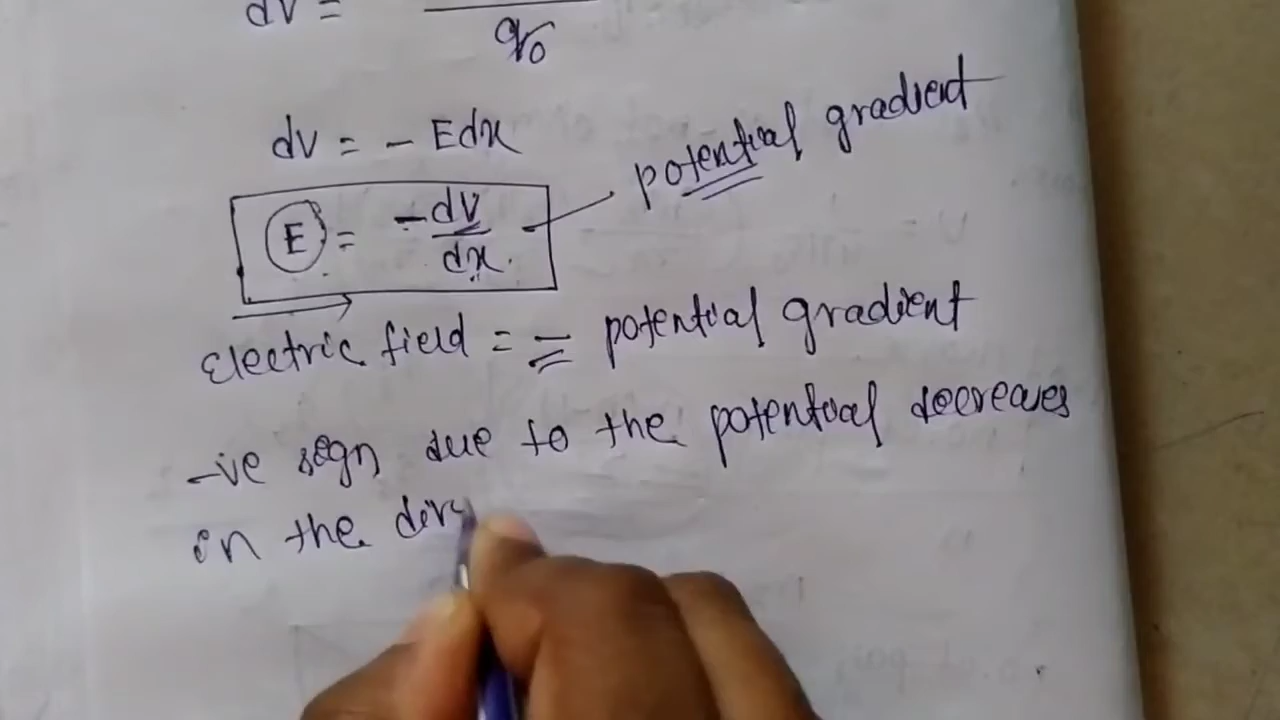 dV =
q₀
dV = - Edx
potential gradient
E = -dV/dx
Electric field = - potential gradient
-ve sign due to the potential decreases
in the dire